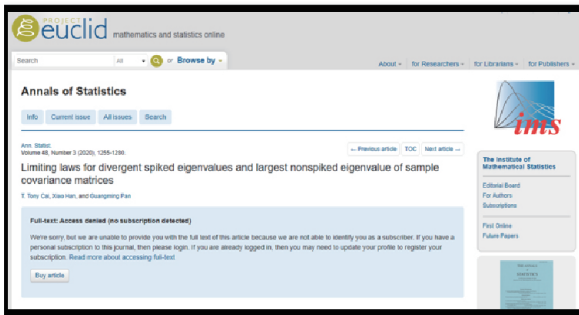 PROJECT
euclid mathematics and statistics online
Search All or Browse by
About for Researchers for Librarians for Publishers
Annals of Statistics
Info Current issue All issues Search
Ann. Statist.
Volume 48, Number 3 (2020), 1255-1280.
← Previous article TOC Next article →
Limiting laws for divergent spiked eigenvalues and largest nonspiked eigenvalue of sample
covariance matrices
T. Tony Cai, Xiao Han, and Guangming Pan
Full-text: Access denied (no subscription detected)
We're sorry, but we are unable to provide you with the full text of this article because we are not able to identify you as a subscriber. If you have a
personal subscription to this journal, then please login. If you are already logged in, then you may need to update your profile to register your
subscription. Read more about accessing full-text
Buy article
ims
The Institute of
Mathematical Statistics
Editorial Board
For Authors
Subscriptions
First Online
Future Papers